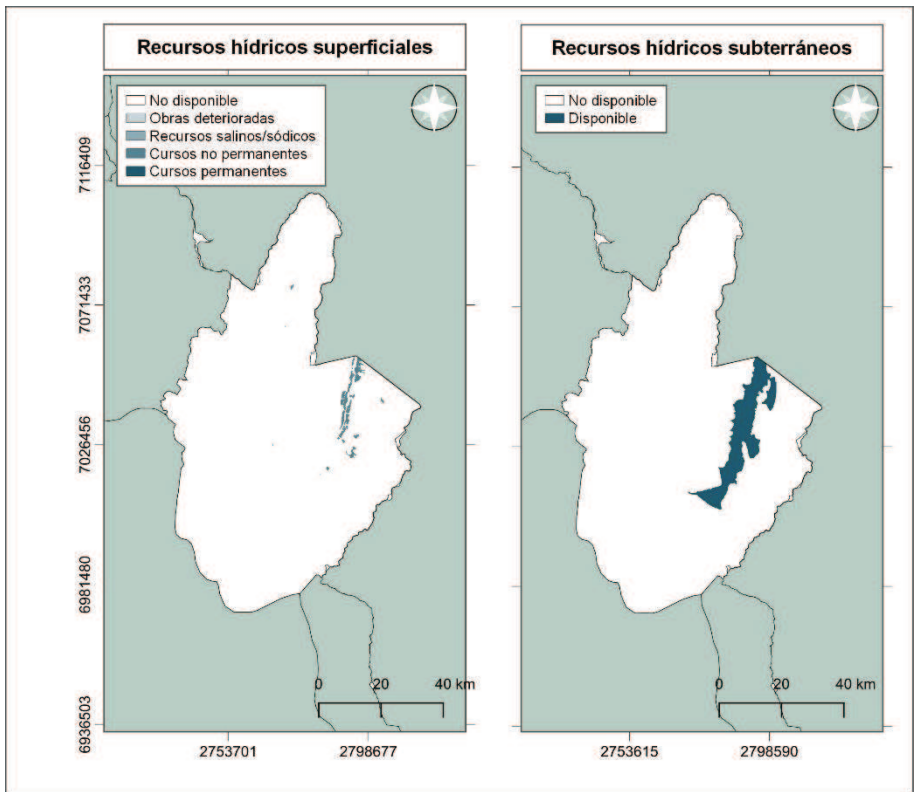 Recursos hídricos superficiales
No disponible
Obras deterioradas
Recursos salinos/sódicos
Cursos no permanentes
Cursos permanentes
7116409
7071433
7026456
6981480
6936503
0 20 40 km
2753701 2798677
Recursos hídricos subterráneos
No disponible
Disponible
0 20 40 km
2753615 2798590